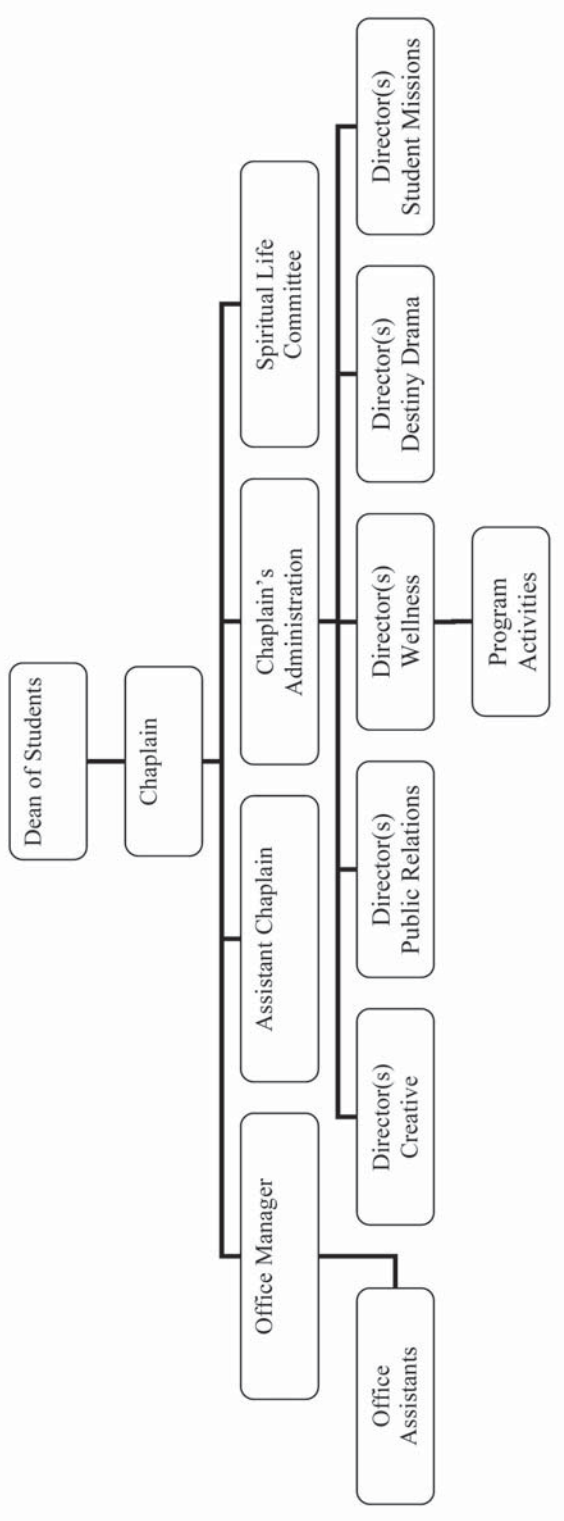 Dean of Students
Chaplain
Office Manager
Assistant Chaplain
Chaplain's
Administration
Spiritual Life
Committee
Office
Assistants
Director(s)
Creative
Director(s)
Public Relations
Director(s)
Wellness
Director(s)
Destiny Drama
Director(s)
Student Missions
Program
Activities